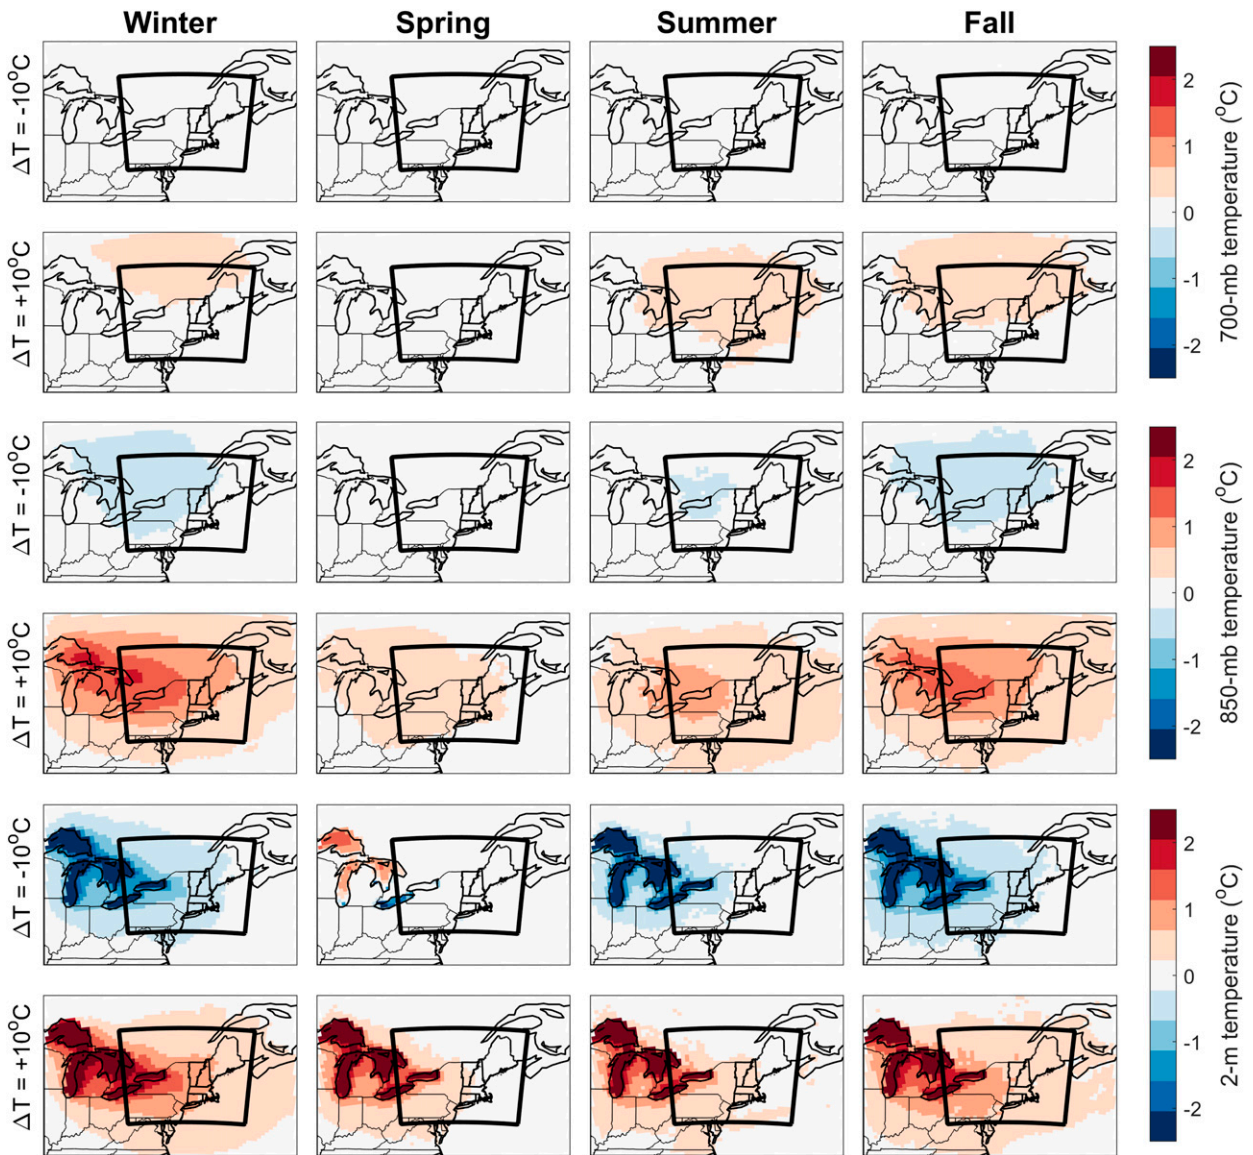 Winter Spring Summer Fall
ΔT = -10°C
ΔT = +10°C
2
1
0
-1
-2
700-mb temperature (°C)
ΔT = -10°C
ΔT = +10°C
2
1
0
-1
-2
850-mb temperature (°C)
ΔT = -10°C
ΔT = +10°C
2
1
0
-1
-2
2-m temperature (°C)